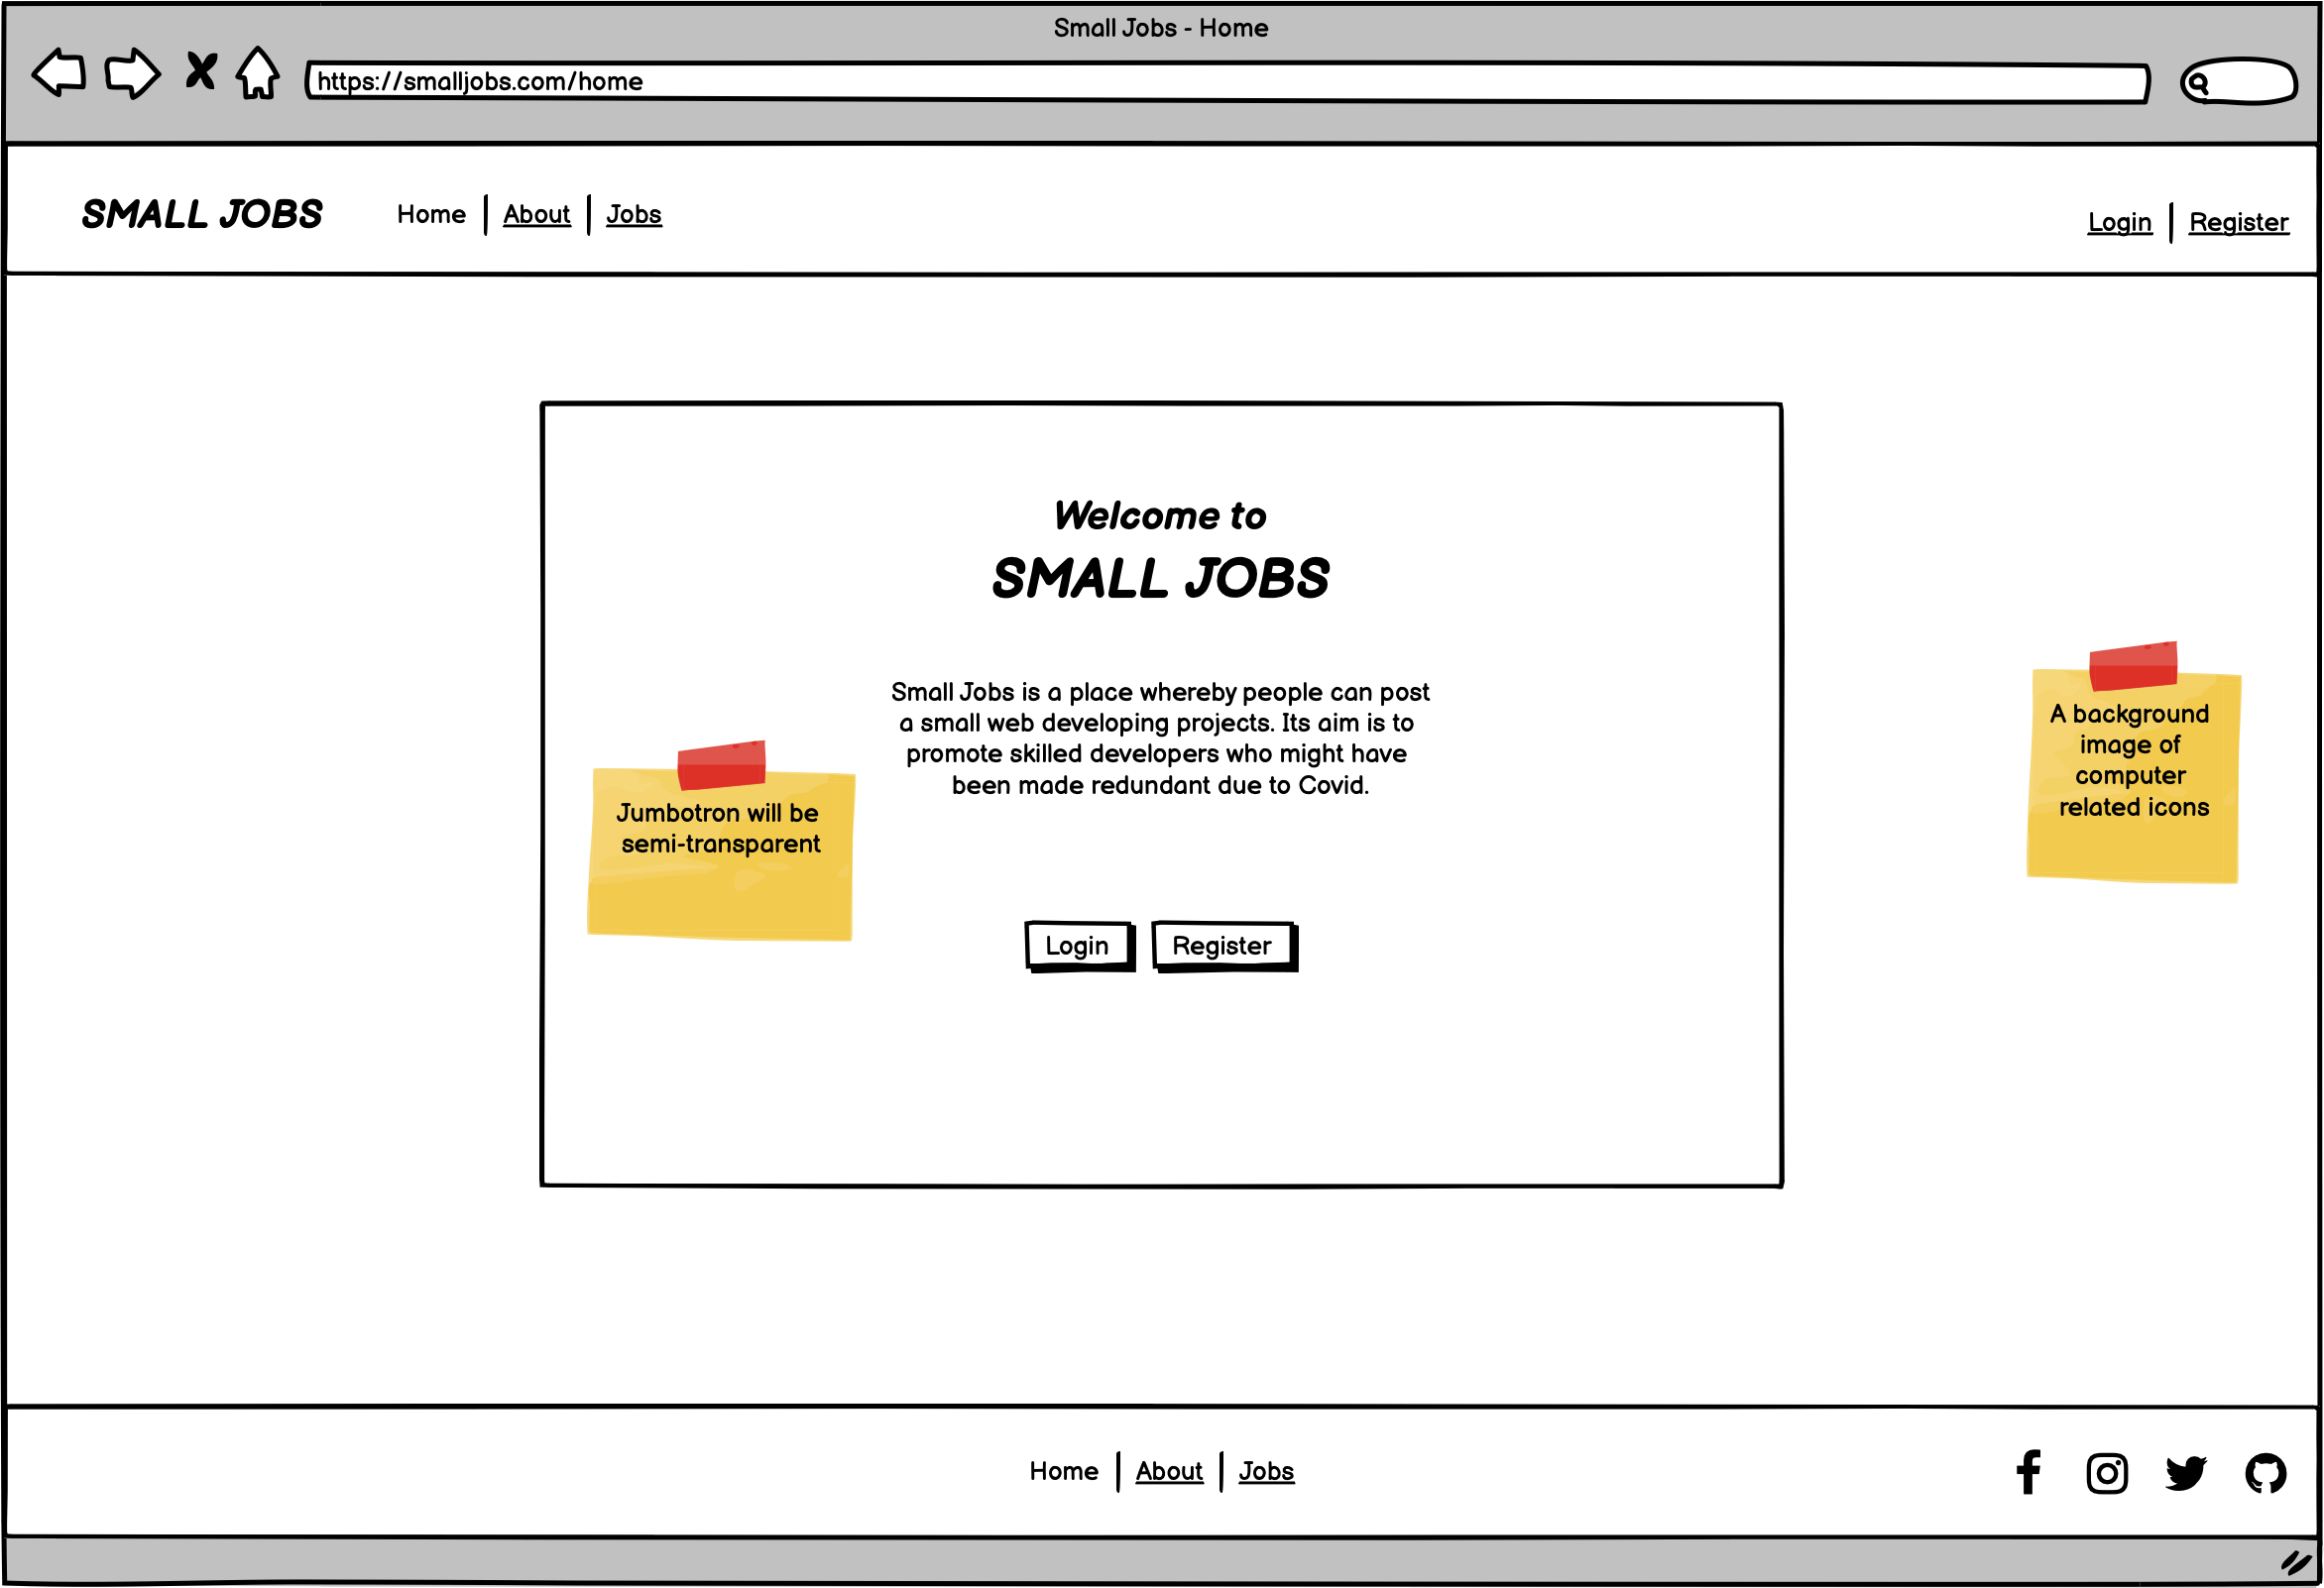 Small Jobs - Home
https://smalljobs.com/home
SMALL JOBS
Home | About | Jobs
Login | Register
Welcome to
SMALL JOBS
Small Jobs is a place whereby people can post
a small web developing projects. Its aim is to
promote skilled developers who might have
been made redundant due to Covid.
Jumbotron will be
semi-transparent
A background
image of
computer
related icons
Login
Register
Home | About | Jobs